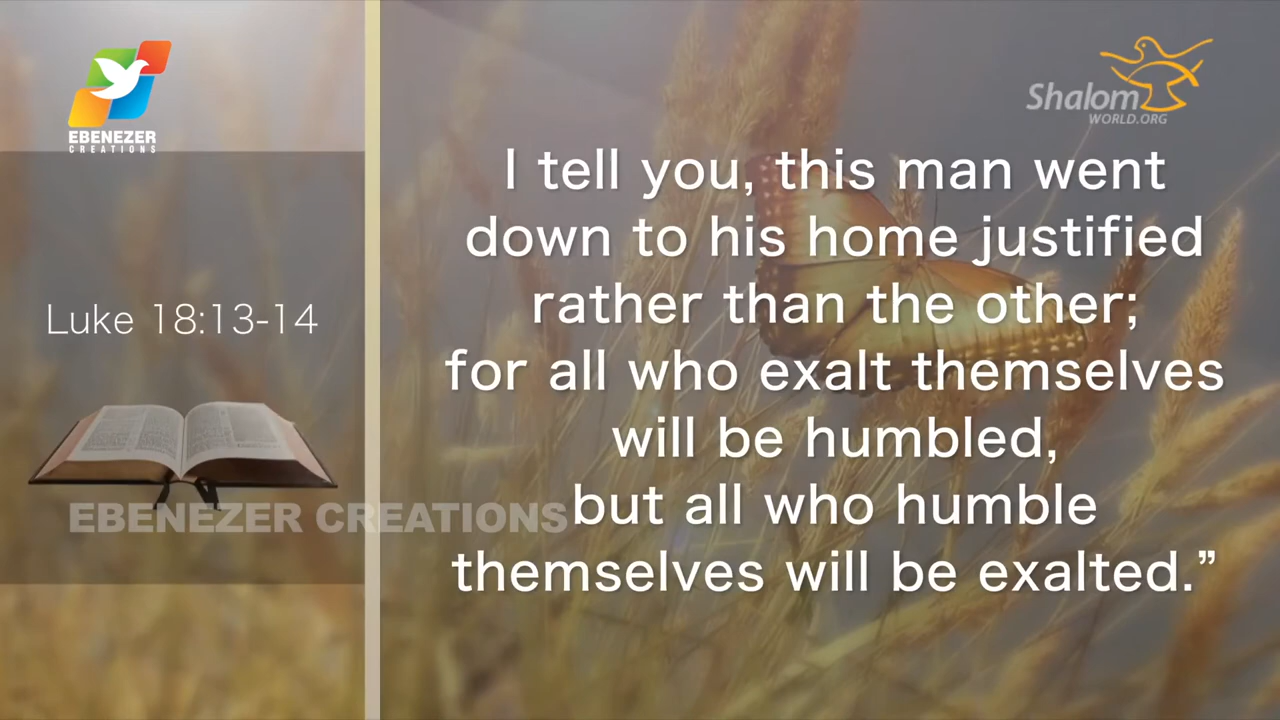 EBENEZER
CREATIONS
Shalom
WORLD.ORG
Luke 18:13-14
I tell you, this man went
down to his home justified
rather than the other;
for all who exalt themselves
will be humbled,
but all who humble
themselves will be exalted.”
EBENEZER CREATIONS